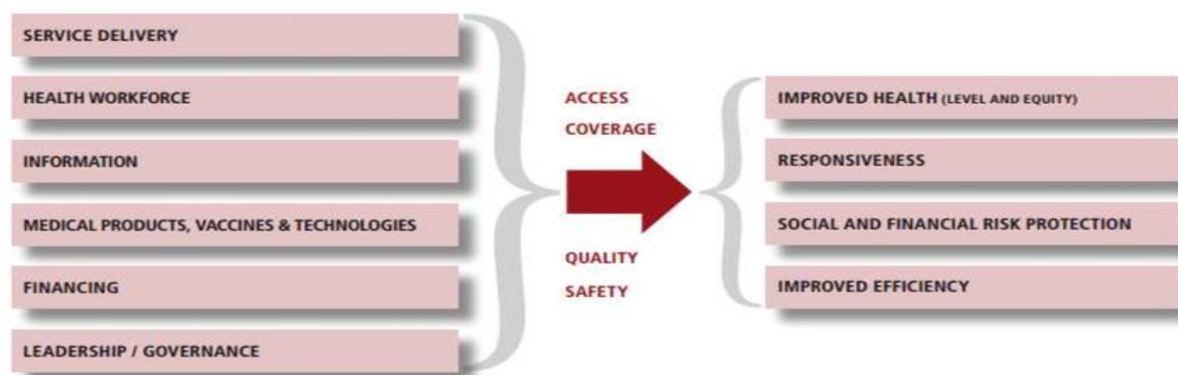 SERVICE DELIVERY
HEALTH WORKFORCE
INFORMATION
MEDICAL PRODUCTS, VACCINES & TECHNOLOGIES
FINANCING
LEADERSHIP / GOVERNANCE
ACCESS
COVERAGE
QUALITY
SAFETY
IMPROVED HEALTH (LEVEL AND EQUITY)
RESPONSIVENESS
SOCIAL AND FINANCIAL RISK PROTECTION
IMPROVED EFFICIENCY